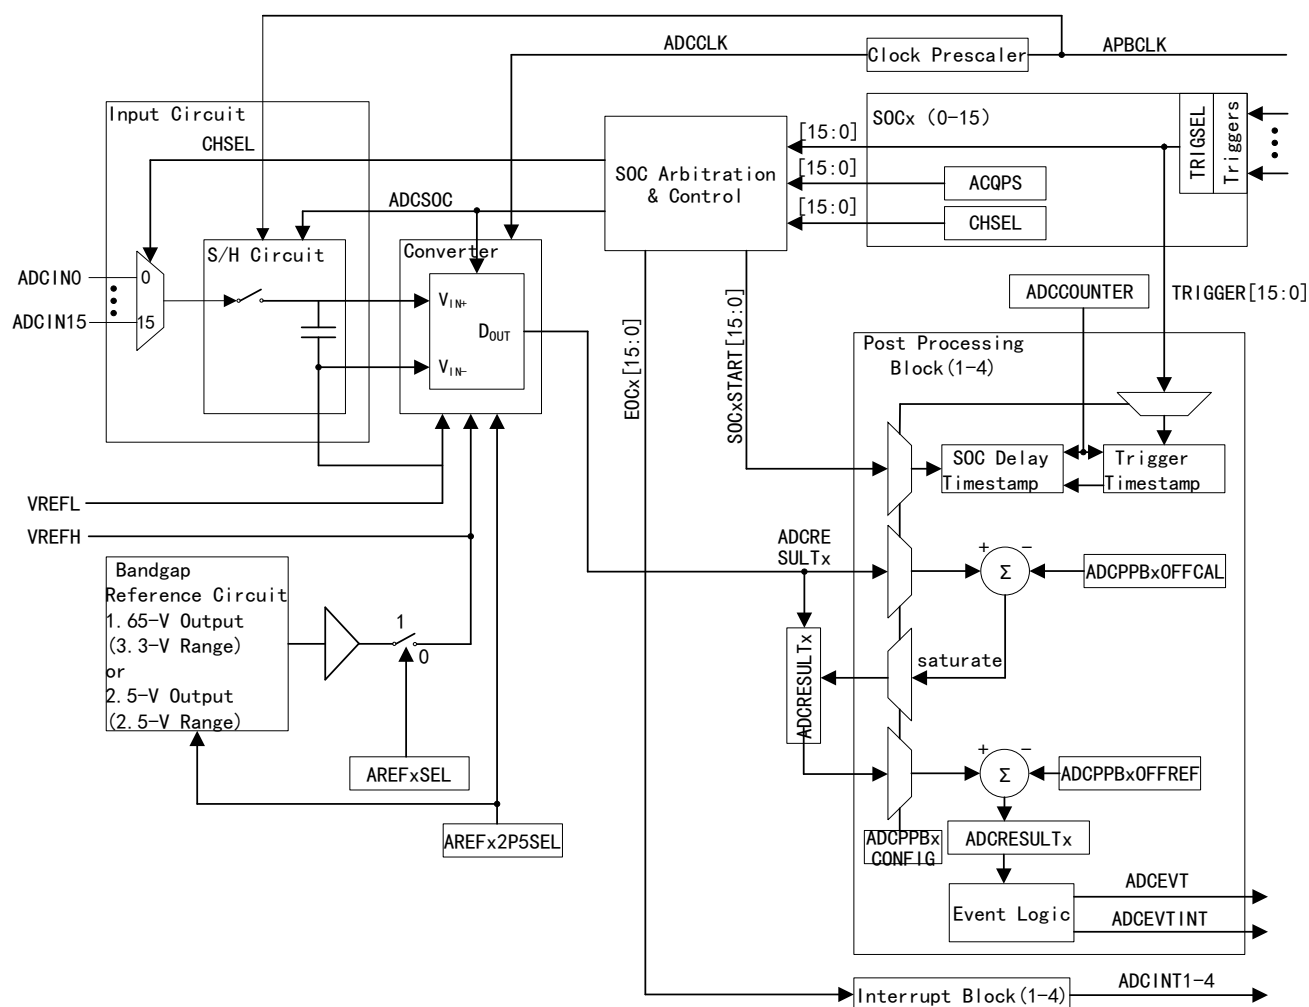 ADCCLK
Clock Prescaler
APBCLK
Input Circuit
CHSEL
SOCx (0-15)
[15:0]
TRIGSEL
Triggers
SOC Arbitration
& Control
[15:0]
ACQPS
[15:0]
CHSEL
ADCSOC
S/H Circuit
Converter
ADCIN0
0
ADCIN15
15
VIN+
DOUT
VIN-
EOCx[15:0]
SOCxSTART[15:0]
ADCCOUNTER
TRIGGER[15:0]
Post Processing
Block(1-4)
SOC Delay
Timestamp
Trigger
Timestamp
VREFL
VREFH
ADCRE
SULTx
+
−
Σ
ADCPPBxOFFCAL
Bandgap
Reference Circuit
1.65-V Output
(3.3-V Range)
or
2.5-V Output
(2.5-V Range)
1
0
ADCRESULTx
saturate
AREFxSEL
+
−
Σ
ADCPPBxOFFREF
AREFx2P5SEL
ADCPPBx
CONFIG
ADCRESULTx
Event Logic
ADCEVT
ADCEVTINT
Interrupt Block(1-4)
ADCINT1-4